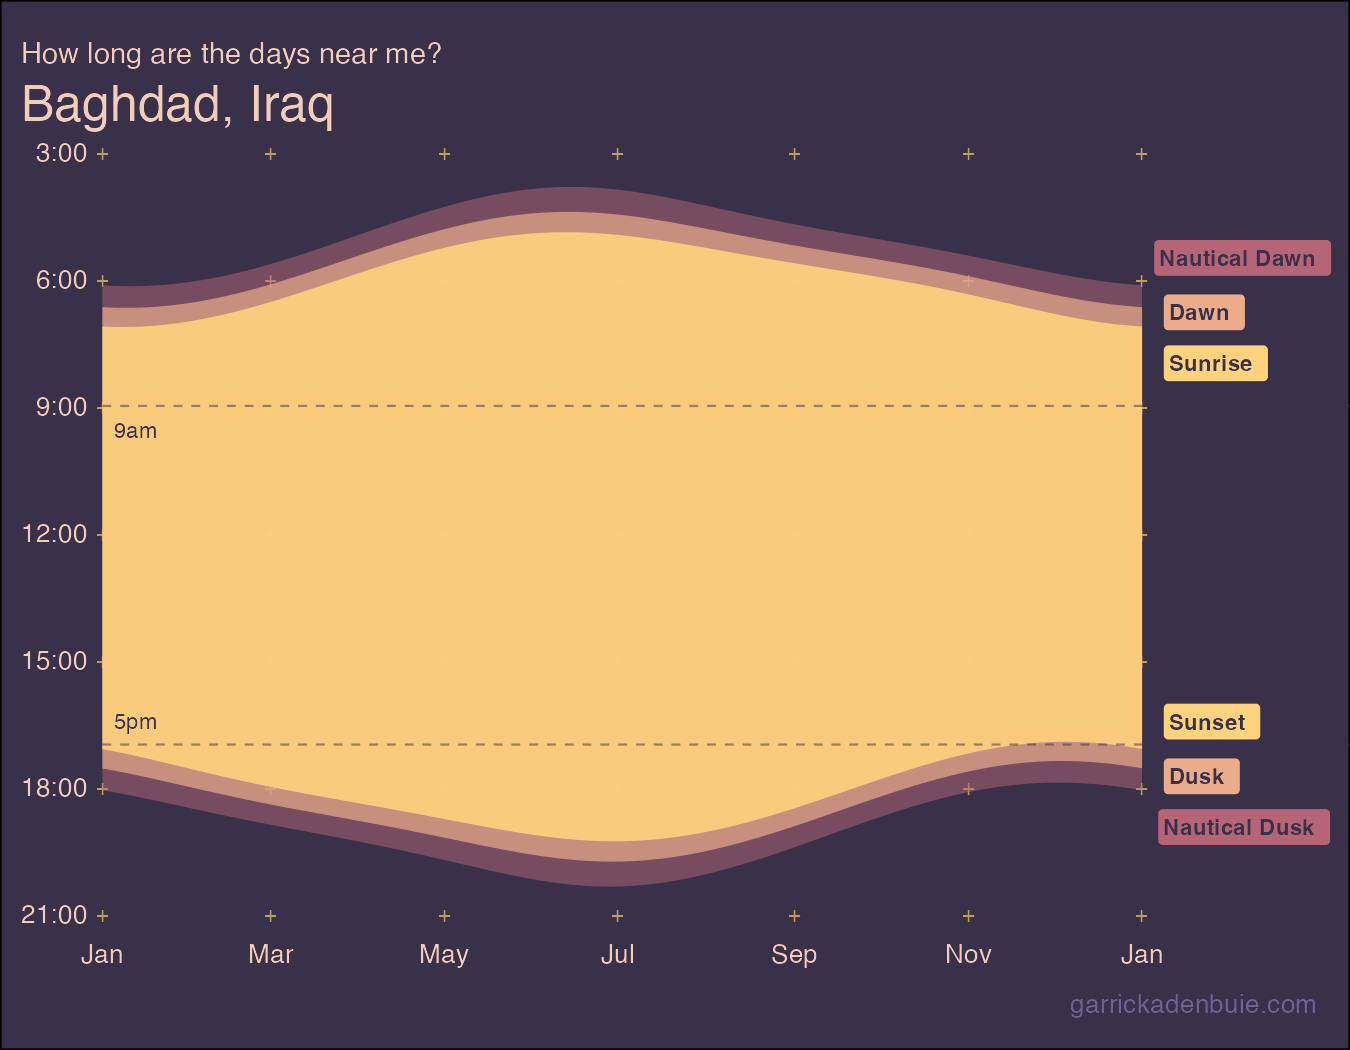 How long are the days near me?
Baghdad, Iraq
3:00
6:00
9:00
12:00
15:00
18:00
21:00
9am
5pm
Nautical Dawn
Dawn
Sunrise
Sunset
Dusk
Nautical Dusk
Jan Mar May Jul Sep Nov Jan
garrickadenbuie.com